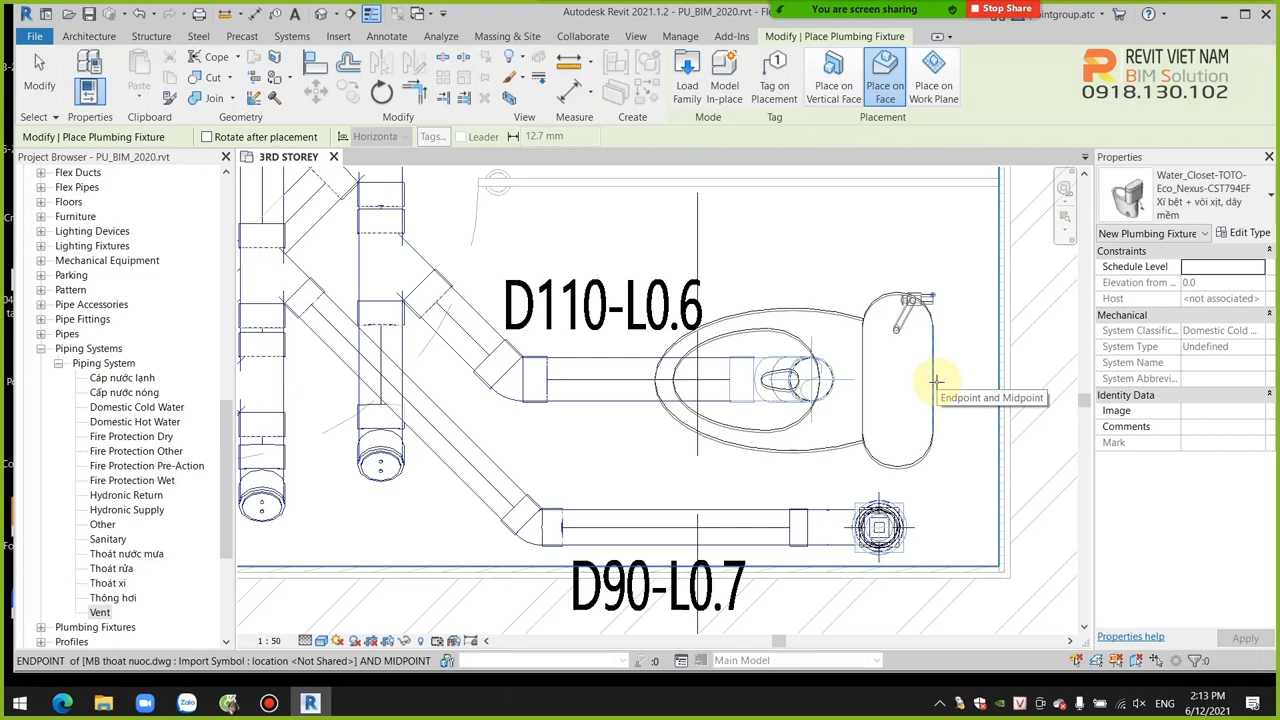 Autodesk Revit 2021.1.2 - PU_BIM_2020.rvt - Flo
You are screen sharing
Stop Share
ointgroup.atc
File Architecture Structure Steel Precast Systems Insert Annotate Analyze Massing & Site Collaborate View Manage Add-Ins Modify | Place Plumbing Fixture
Modify
Paste
Cope
Cut
Join
Load Family
Model In-place
Tag on Placement
Place on Vertical Face
Place on Face
Place on Work Plane
REVIT VIET NAM
BIM Solution
0918.130.102
Select Properties Clipboard Geometry Modify View Measure Create Mode Tag Placement
Modify | Place Plumbing Fixture
Rotate after placement
Horizonta
Tags...
Leader
12.7 mm
Project Browser - PU_BIM_2020.rvt
Flex Ducts
Flex Pipes
Floors
Furniture
Lighting Devices
Lighting Fixtures
Mechanical Equipment
Parking
Pattern
Pipe Accessories
Pipe Fittings
Pipes
Piping Systems
Piping System
Cáp nước lạnh
Cấp nước nóng
Domestic Cold Water
Domestic Hot Water
Fire Protection Dry
Fire Protection Other
Fire Protection Pre-Action
Fire Protection Wet
Hydronic Return
Hydronic Supply
Other
Sanitary
Thoát nước mưa
Thoát rửa
Thoát xí
Thông hơi
Vent
Plumbing Fixtures
Profiles
3RD STOREY
D110-L0.6
Endpoint and Midpoint
D90-L0.7
1 : 50
Properties
Water_Closet-TOTO-
Eco_Nexus-CST794EF
Xí bệt + vòi xịt, dây
mềm
New Plumbing Fixture
Edit Type
Constraints
Schedule Level
Elevation from ... 0.0
Host <not associated>
Mechanical
System Classific... Domestic Cold ...
System Type Undefined
System Name
System Abbrevi...
Identity Data
Image
Comments
Mark
Properties help
Apply
ENDPOINT of [MB thoat nuoc.dwg : Import Symbol : location <Not Shared>] AND MIDPOINT
:0
Main Model
:0
Zalo
ENG
2:13 PM
6/12/2021